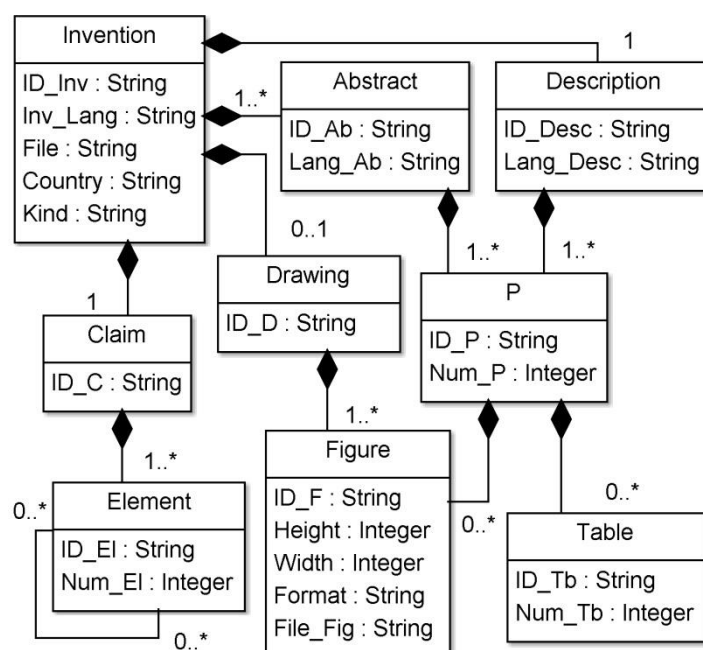 Invention
ID_Inv : String
Inv_Lang : String
File : String
Country : String
Kind : String
1
1..*
Abstract
ID_Ab : String
Lang_Ab : String
Description
ID_Desc : String
Lang_Desc : String
0..1
1..*
1..*
Drawing
ID_D : String
P
ID_P : String
Num_P : Integer
1
Claim
ID_C : String
1..*
1..*
Figure
ID_F : String
Height : Integer
Width : Integer
Format : String
File_Fig : String
0..*
0..*
Element
ID_El : String
Num_El : Integer
0..*
0..*
Table
ID_Tb : String
Num_Tb : Integer